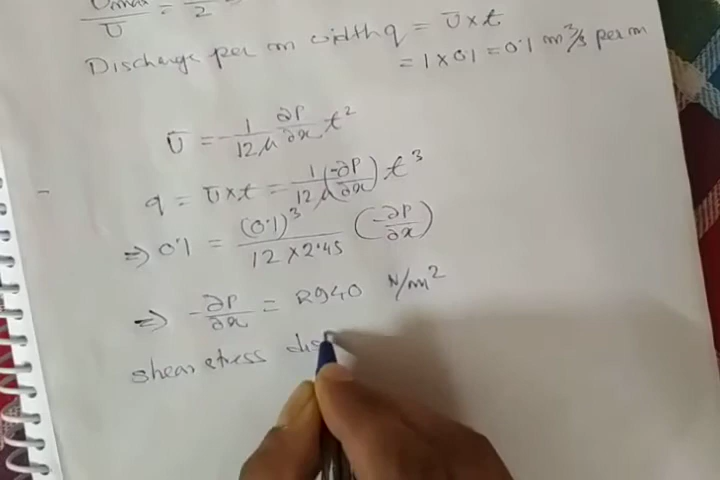 Umax / Ū = / 2
Discharge per m width q = Ū × t
= 1 × 0.1 = 0.1 m³/s per m
Ū = - 1/12μ ∂P/∂x t²
q = Ū × t = 1/12μ (-∂P/∂x) t³
⇒ 0.1 = (0.1)³ / 12 × 2.45 (-∂P/∂x)
⇒ -∂P/∂x = 2940 N/m²
shear stress dis